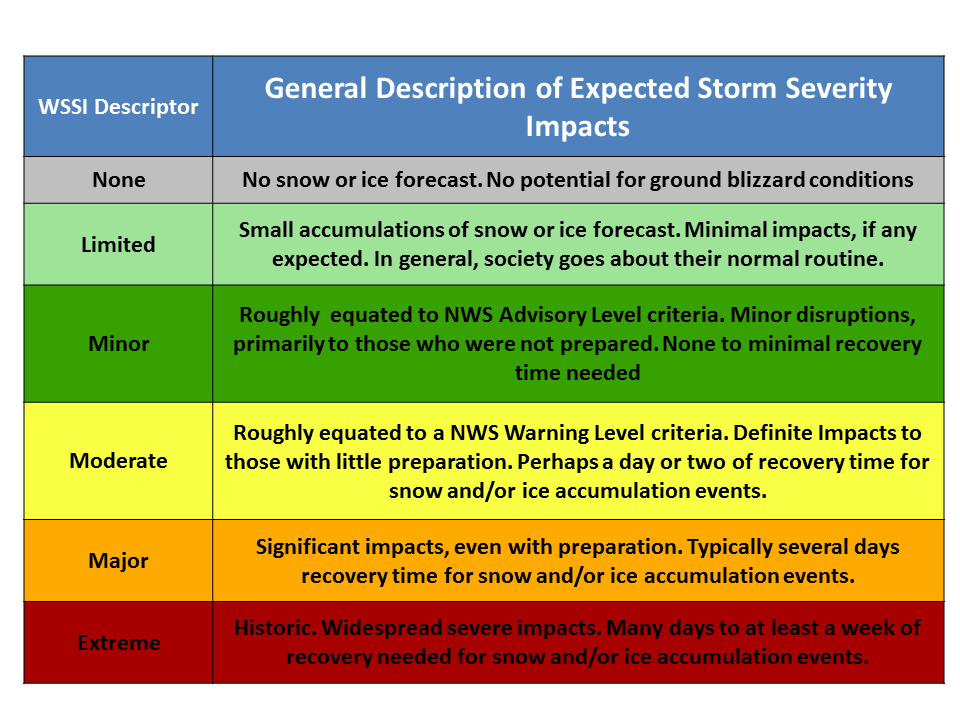 WSSI Descriptor
General Description of Expected Storm Severity
Impacts
None
No snow or ice forecast. No potential for ground blizzard conditions
Limited
Small accumulations of snow or ice forecast. Minimal impacts, if any
expected. In general, society goes about their normal routine.
Minor
Roughly  equated to NWS Advisory Level criteria. Minor disruptions,
primarily to those who were not prepared. None to minimal recovery
time needed
Moderate
Roughly equated to a NWS Warning Level criteria. Definite Impacts to
those with little preparation. Perhaps a day or two of recovery time for
snow and/or ice accumulation events.
Major
Significant impacts, even with preparation. Typically several days
recovery time for snow and/or ice accumulation events.
Extreme
Historic. Widespread severe impacts. Many days to at least a week of
recovery needed for snow and/or ice accumulation events.